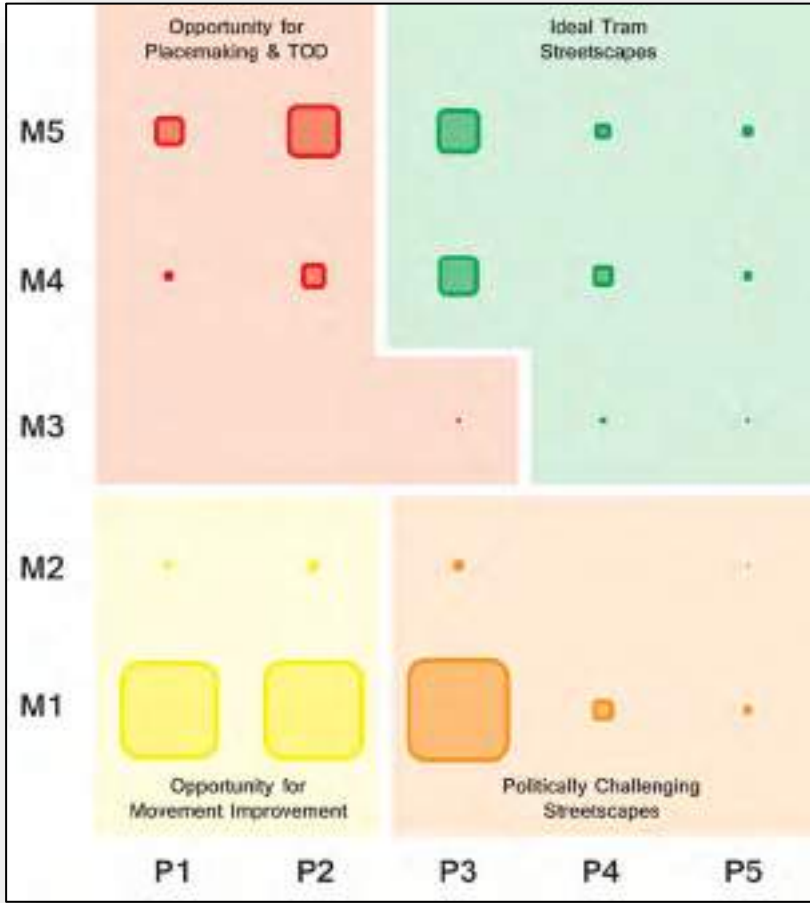 Opportunity for
Placemaking & TOD
Ideal Tram
Streetscapes
M5
M4
M3
M2
M1
Opportunity for
Movement Improvement
Politically Challenging
Streetscapes
P1
P2
P3
P4
P5